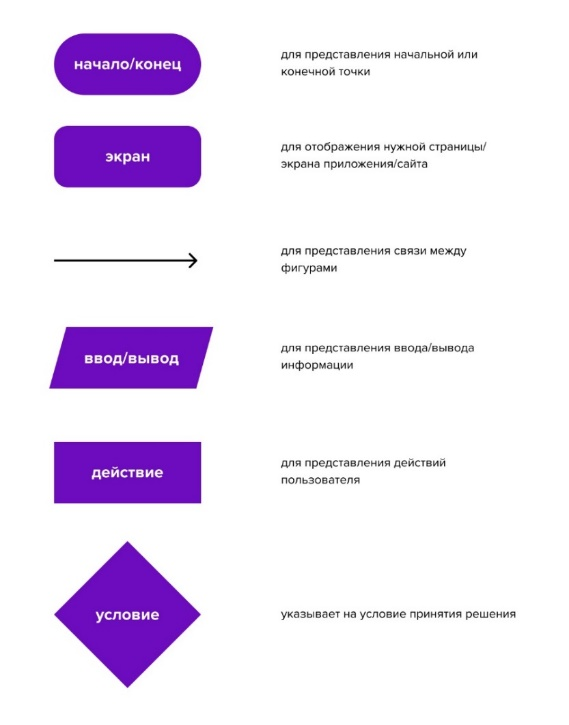 начало/конец
для представления начальной или
конечной точки
экран
для отображения нужной страницы/
экрана приложения/сайта
для представления связи между
фигурами
ввод/вывод
для представления ввода/вывода
информации
действие
для представления действий
пользователя
условие
указывает на условие принятия решения